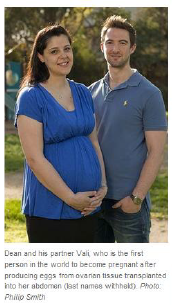 Dean and his partner Vali, who is the first
person in the world to become pregnant after
producing eggs from ovarian tissue transplanted
into her abdomen (last names withheld). Photo:
Philip Smith